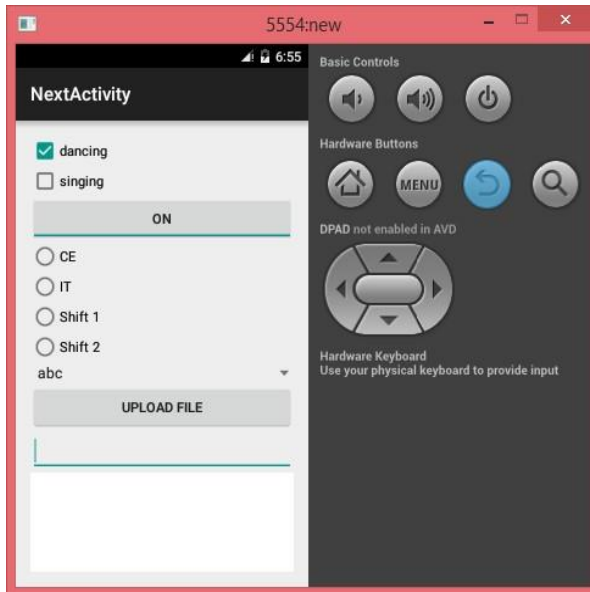 5554:new
6:55
NextActivity
dancing
singing
ON
CE
IT
Shift 1
Shift 2
abc
UPLOAD FILE
Basic Controls
Hardware Buttons
MENU
DPAD not enabled in AVD
Hardware Keyboard
Use your physical keyboard to provide input